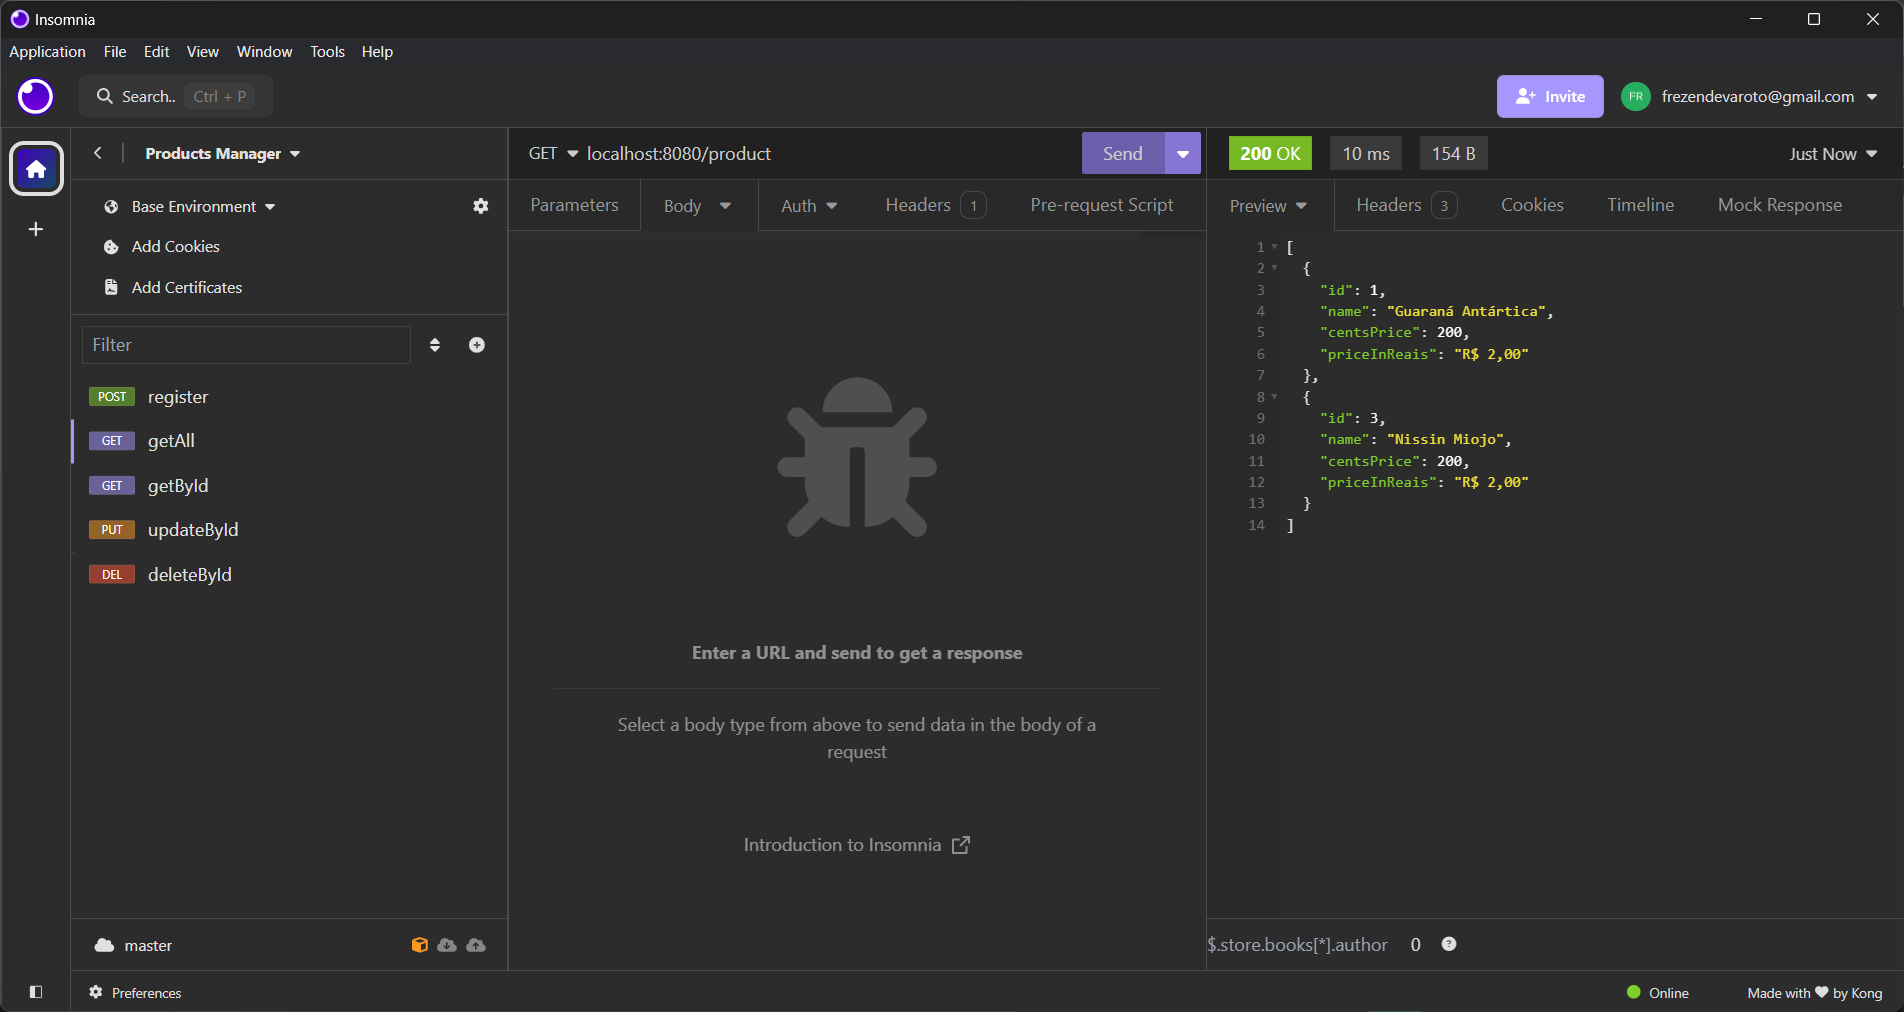 Insomnia
Application File Edit View Window Tools Help
Search.. Ctrl + P
Invite
FR frezendevaroto@gmail.com
Products Manager
Base Environment
Add Cookies
Add Certificates
Filter
POST register
GET getAll
GET getById
PUT updateById
DEL deleteById
master
GET localhost:8080/product Send
Parameters Body Auth Headers 1 Pre-request Script
Enter a URL and send to get a response
Select a body type from above to send data in the body of a
request
Introduction to Insomnia
200 OK 10 ms 154 B Just Now
Preview Headers 3 Cookies Timeline Mock Response
1 [
2 {
3 "id": 1,
4 "name": "Guaraná Antártica",
5 "centsPrice": 200,
6 "priceInReais": "R$ 2,00"
7 },
8 {
9 "id": 3,
10 "name": "Nissin Miojo",
11 "centsPrice": 200,
12 "priceInReais": "R$ 2,00"
13 }
14 ]
$.store.books[*].author 0 ?
Preferences
Online
Made with ♥ by Kong